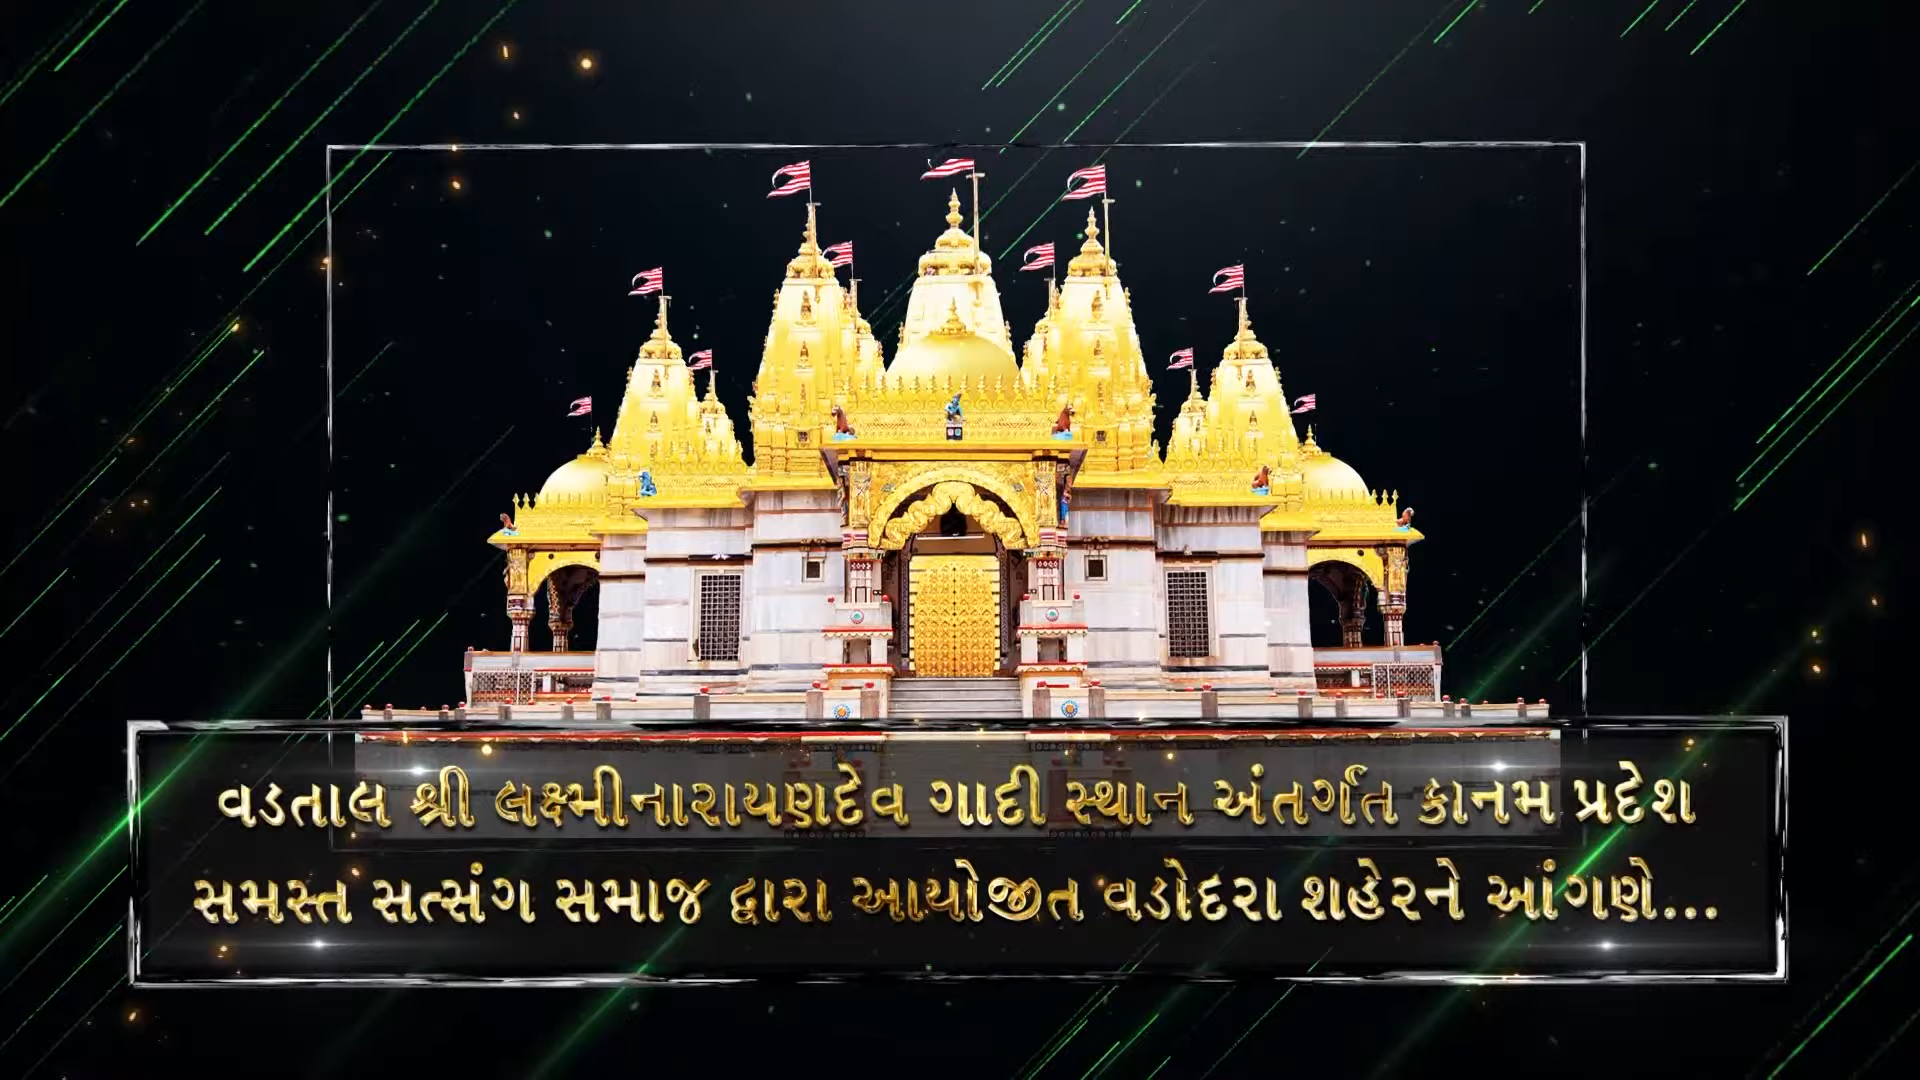 વડતાલ શ્રી લક્ષ્મીનારાયણદેવ ગાદી સ્થાન અંતર્ગત કાનમ પ્રદેશ
સમસ્ત સત્સંગ સમાજ દ્વારા આયોજીત વડોદરા શહેરને આંગણે...